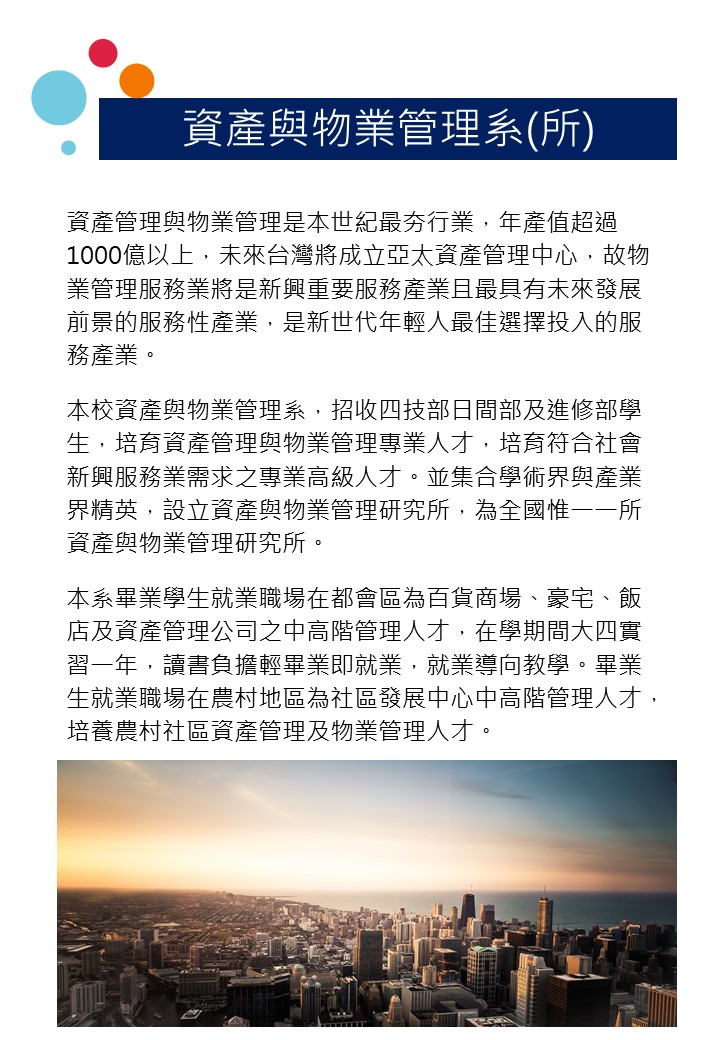 資產與物業管理系(所)
資產管理與物業管理是本世紀最夯行業，年產值超過
1000億以上，未來台灣將成立亞太資產管理中心，故物
業管理服務業將是新興重要服務產業且最具有未來發展
前景的服務性產業，是新世代年輕人最佳選擇投入的服
務產業。
本校資產與物業管理系，招收四技部日間部及進修部學
生，培育資產管理與物業管理專業人才，培育符合社會
新興服務業需求之專業高級人才。並集合學術界與產業
界精英，設立資產與物業管理研究所，為全國惟一一所
資產與物業管理研究所。
本系畢業學生就業職場在都會區為百貨商場、豪宅、飯
店及資產管理公司之中高階管理人才，在學期間大四實
習一年，讀書負擔輕畢業即就業，就業導向教學。畢業
生就業職場在農村地區為社區發展中心中高階管理人才，
培養農村社區資產管理及物業管理人才。